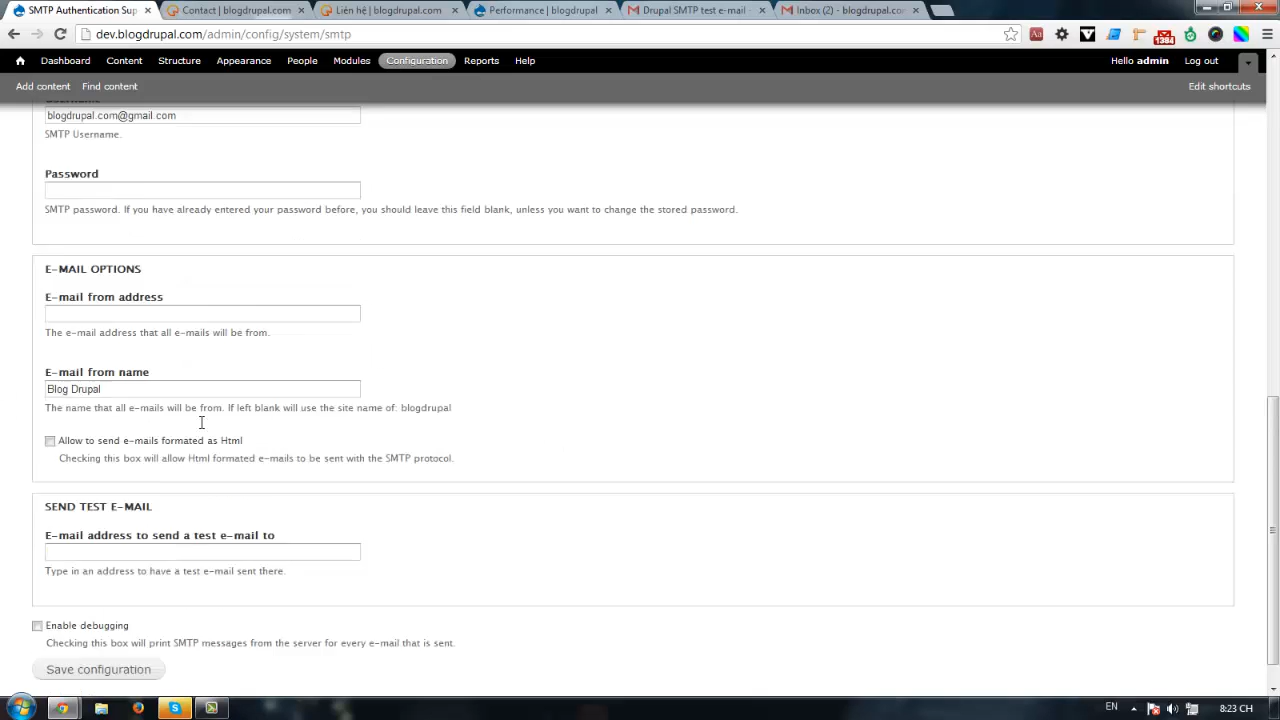 SMTP Authentication Sup
Contact | blogdrupal.com
Liên hệ | blogdrupal.com
Performance | blogdrupal
Drupal SMTP test e-mail
Inbox (2) - blogdrupal.co
dev.blogdrupal.com/admin/config/system/smtp
1384
Dashboard Content Structure Appearance People Modules Configuration Reports Help
Hello admin Log out
Add content Find content
Edit shortcuts
blogdrupal.com@gmail.com
SMTP Username.
Password
SMTP password. If you have already entered your password before, you should leave this field blank, unless you want to change the stored password.
E-MAIL OPTIONS
E-mail from address
The e-mail address that all e-mails will be from.
E-mail from name
Blog Drupal
The name that all e-mails will be from. If left blank will use the site name of: blogdrupal
Allow to send e-mails formated as Html
Checking this box will allow Html formated e-mails to be sent with the SMTP protocol.
SEND TEST E-MAIL
E-mail address to send a test e-mail to
Type in an address to have a test e-mail sent there.
Enable debugging
Checking this box will print SMTP messages from the server for every e-mail that is sent.
Save configuration
EN
8:23 CH